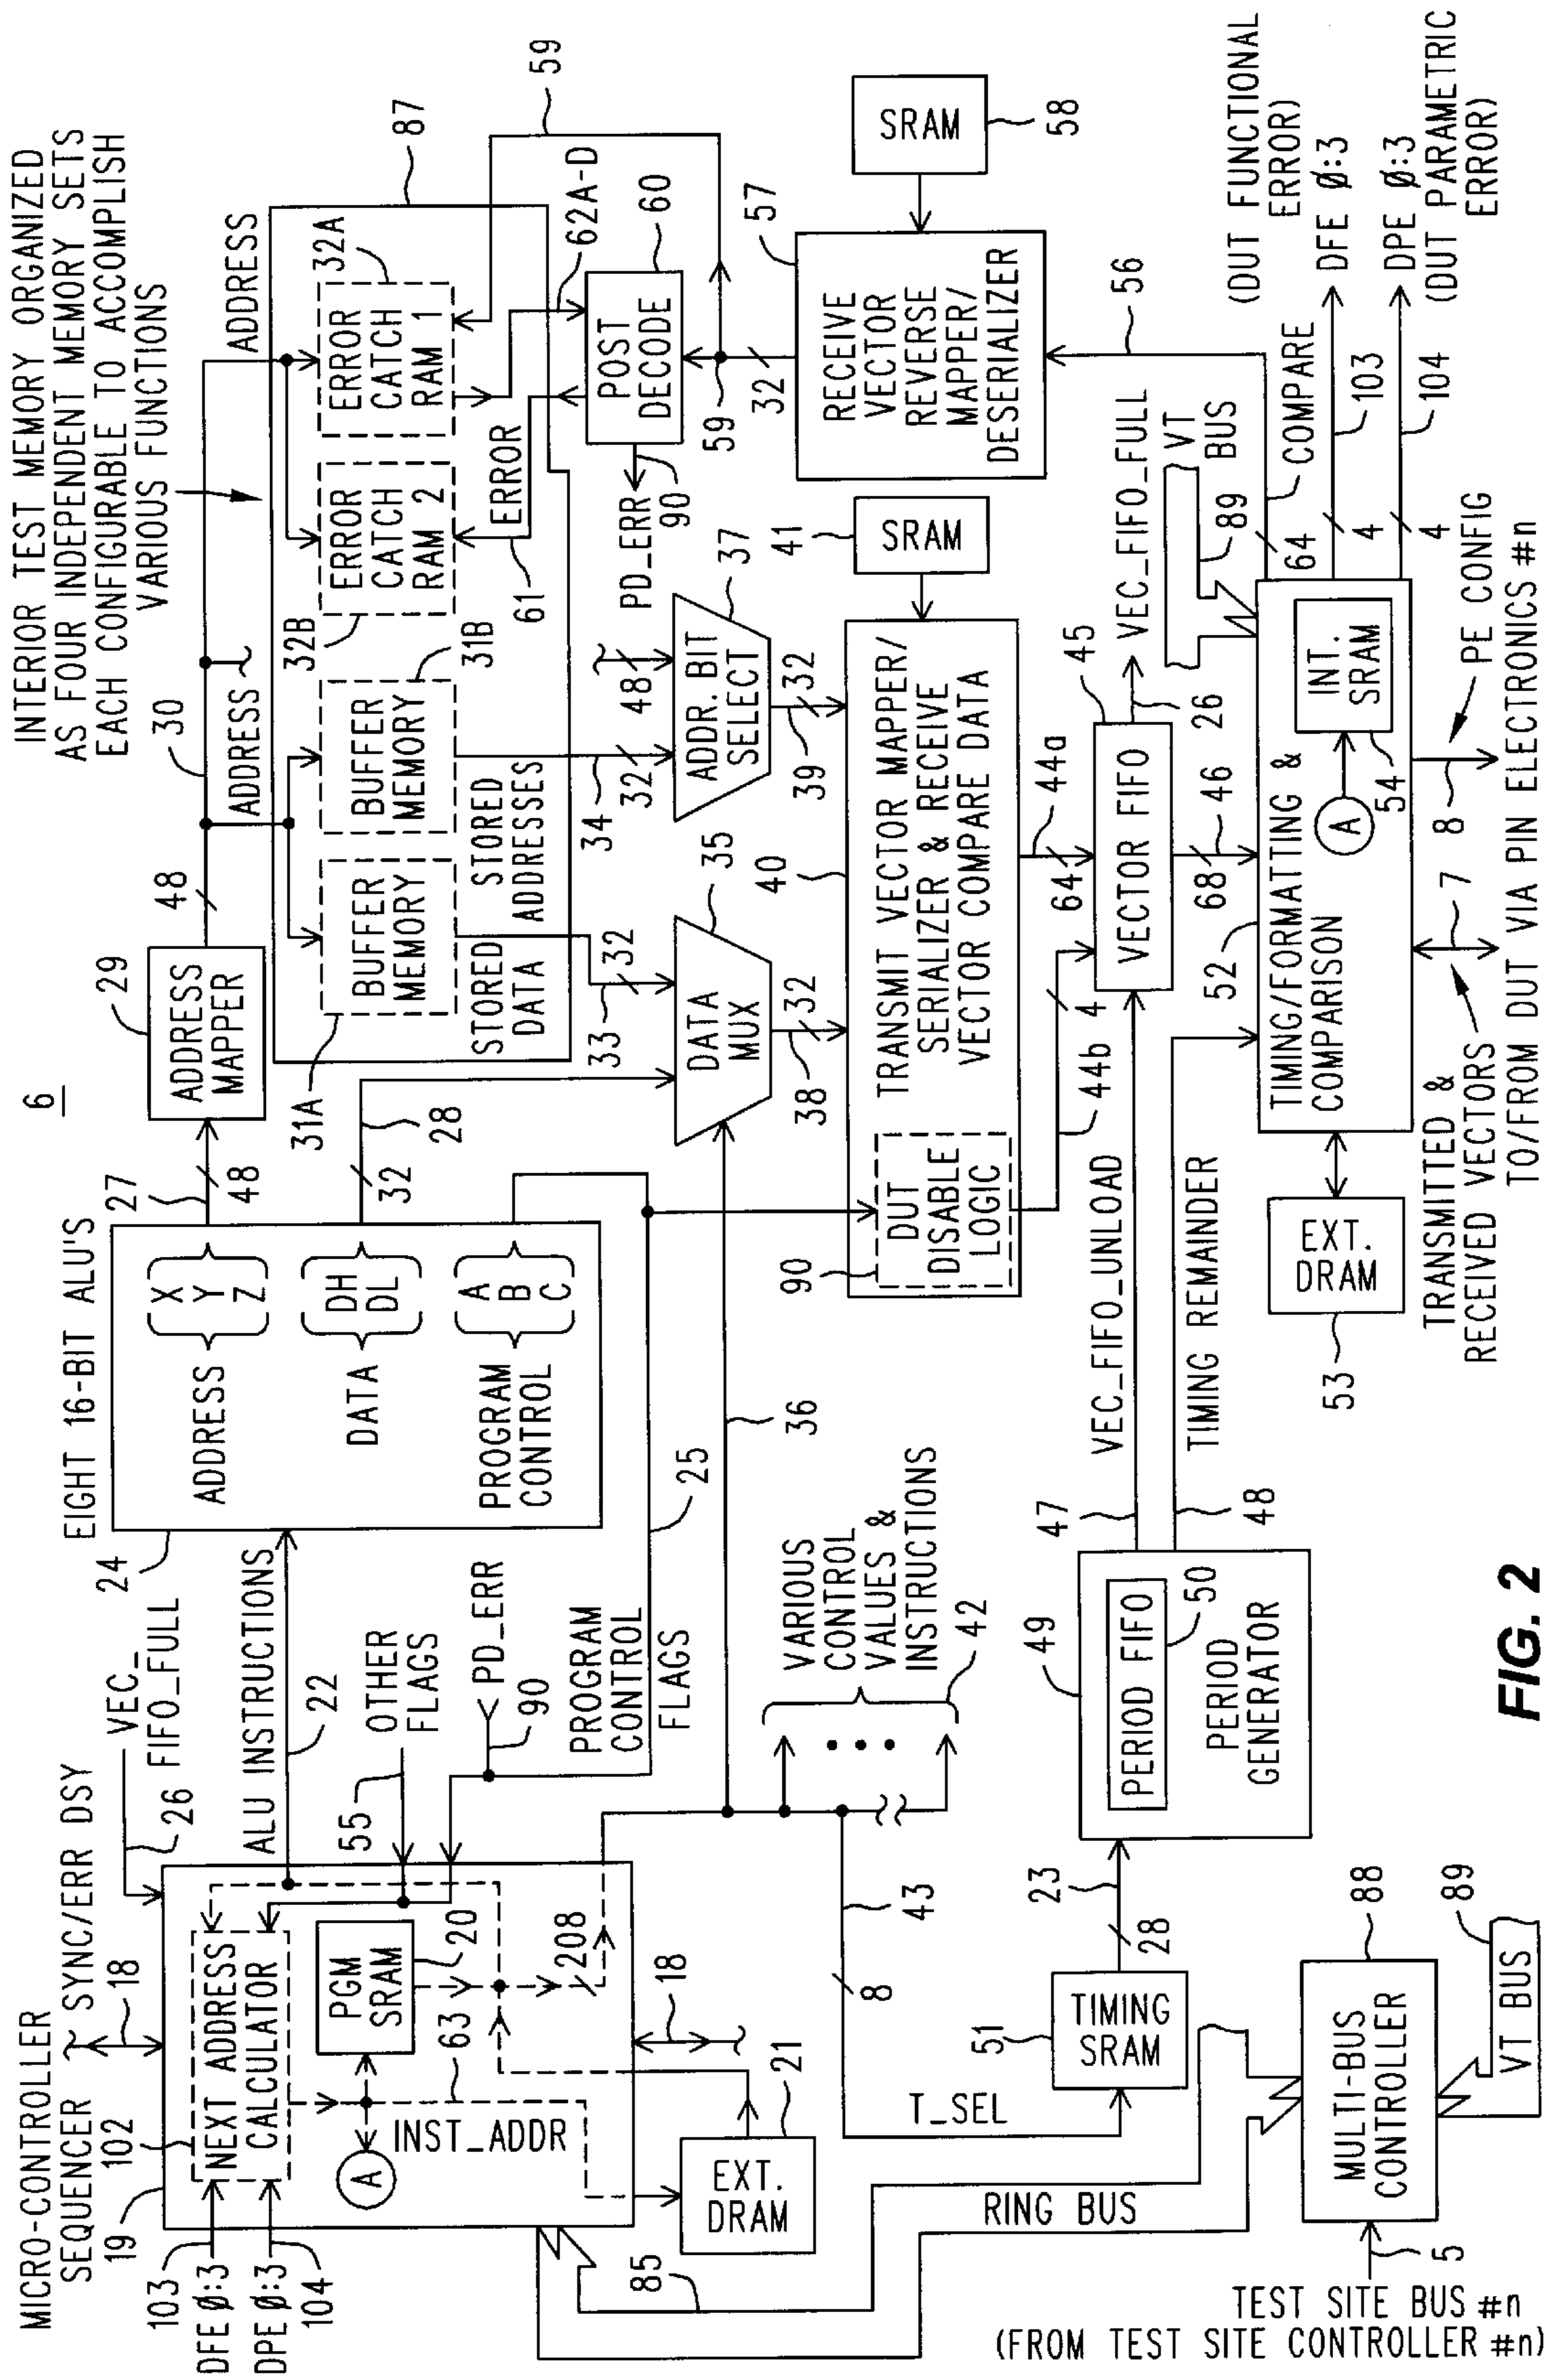 6
INTERIOR TEST MEMORY ORGANIZED
AS FOUR INDEPENDENT MEMORY SETS
EACH CONFIGURABLE TO ACCOMPLISH
VARIOUS FUNCTIONS
MICRO-CONTROLLER
SEQUENCER
19
102
18
SYNC/ERR DSY
26
VEC_
FIFO_FULL
103
DFE Ø:3
DPE Ø:3
104
NEXT ADDRESS
CALCULATOR
A
INST_ADDR
63
PGM
SRAM
20
208
18
EXT.
DRAM
21
ALU INSTRUCTIONS
22
55
OTHER
FLAGS
PD_ERR
90
PROGRAM
CONTROL
FLAGS
25
24
EIGHT 16-BIT ALU'S
ADDRESS
X
Y
Z
DATA
DH
DL
PROGRAM
CONTROL
A
B
C
27
48
32
28
29
ADDRESS
MAPPER
48
30
ADDRESS
ADDRESS
87
31A
BUFFER
MEMORY
BUFFER
MEMORY
31B
32B
ERROR
CATCH
RAM 2
ERROR
CATCH
RAM 1
32A
STORED
DATA
STORED
ADDRESSES
33
32
34
32
48
61
ERROR
62A-D
59
POST
DECODE
60
PD_ERR
90
59
32
DATA
MUX
35
38
32
ADDR. BIT
SELECT
37
39
32
36
VARIOUS
CONTROL
VALUES &
INSTRUCTIONS
42
40
TRANSMIT VECTOR MAPPER/
SERIALIZER & RECEIVE
VECTOR COMPARE DATA
90
DUT
DISABLE
LOGIC
41
SRAM
RECEIVE
VECTOR
REVERSE
MAPPER/
DESERIALIZER
57
SRAM
58
44b
4
64
44a
VECTOR FIFO
45
26
VEC_FIFO_FULL
68
46
VT
BUS
89
56
43
8
T_SEL
51
TIMING
SRAM
23
28
49
PERIOD FIFO
50
PERIOD
GENERATOR
47
VEC_FIFO_UNLOAD
TIMING REMAINDER
48
52
TIMING/FORMATING &
COMPARISON
A
INT.
SRAM
54
EXT.
DRAM
53
64
COMPARE
4
103
4
104
(DUT FUNCTIONAL
ERROR)
DFE Ø:3
DPE Ø:3
(DUT PARAMETRIC
ERROR)
7
8
PE CONFIG
TRANSMITTED &
RECEIVED VECTORS
TO/FROM DUT VIA PIN ELECTRONICS #n
85
RING BUS
MULTI-BUS
CONTROLLER
88
VT BUS
89
5
TEST SITE BUS #n
(FROM TEST SITE CONTROLLER #n)
FIG. 2